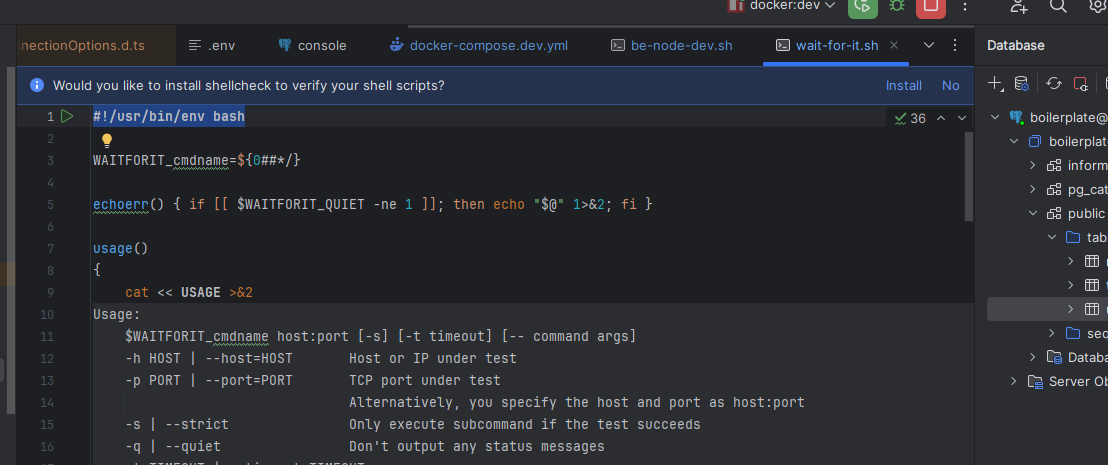 docker:dev
nectionOptions.d.ts
.env
console
docker-compose.dev.yml
be-node-dev.sh
wait-for-it.sh
Database
Would you like to install shellcheck to verify your shell scripts?
Install
No
1 #!/usr/bin/env bash
36
2
3 WAITFORIT_cmdname=${0##*/}
4
5 echoerr() { if [[ $WAITFORIT_QUIET -ne 1 ]]; then echo "$@" 1>&2; fi }
6
7 usage()
8 {
9 cat << USAGE >&2
10 Usage:
11 $WAITFORIT_cmdname host:port [-s] [-t timeout] [-- command args]
12 -h HOST | --host=HOST Host or IP under test
13 -p PORT | --port=PORT TCP port under test
14 Alternatively, you specify the host and port as host:port
15 -s | --strict Only execute subcommand if the test succeeds
16 -q | --quiet Don't output any status messages
boilerplate@
boilerplate
inform
pg_cat
public
tab
seq
Databa
Server Ob